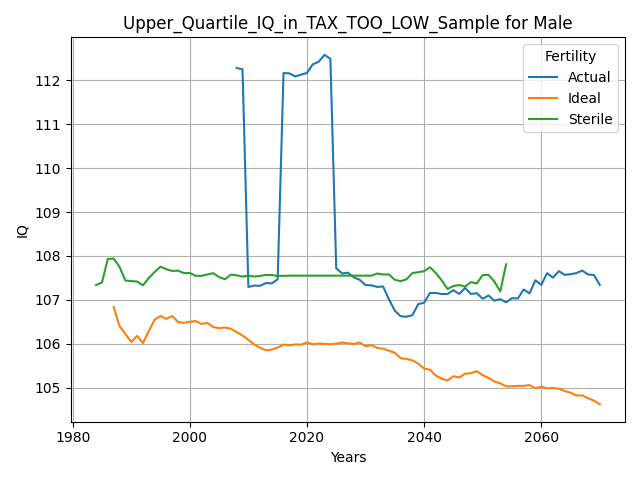 Upper_Quartile_IQ_in_TAX_TOO_LOW_Sample for Male
Fertility
Actual
Ideal
Sterile
112
111
110
109
108
107
106
105
IQ
1980
2000
2020
2040
2060
Years